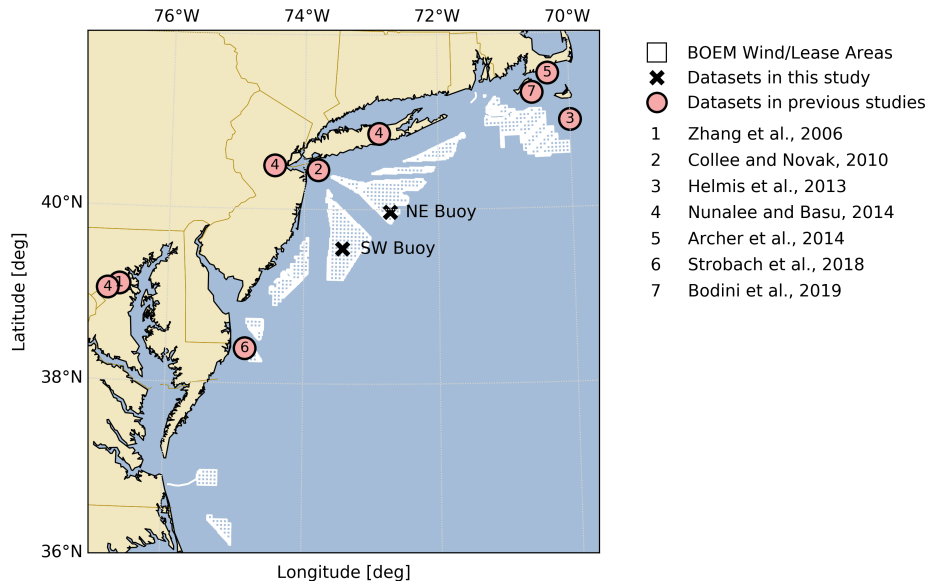 76°W 74°W 72°W 70°W
40°N
38°N
36°N
Latitude [deg]
Longitude [deg]
5
7
3
4
4
2
NE Buoy
SW Buoy
1
4
6
BOEM Wind/Lease Areas
Datasets in this study
Datasets in previous studies
1 Zhang et al., 2006
2 Collee and Novak, 2010
3 Helmis et al., 2013
4 Nunalee and Basu, 2014
5 Archer et al., 2014
6 Strobach et al., 2018
7 Bodini et al., 2019